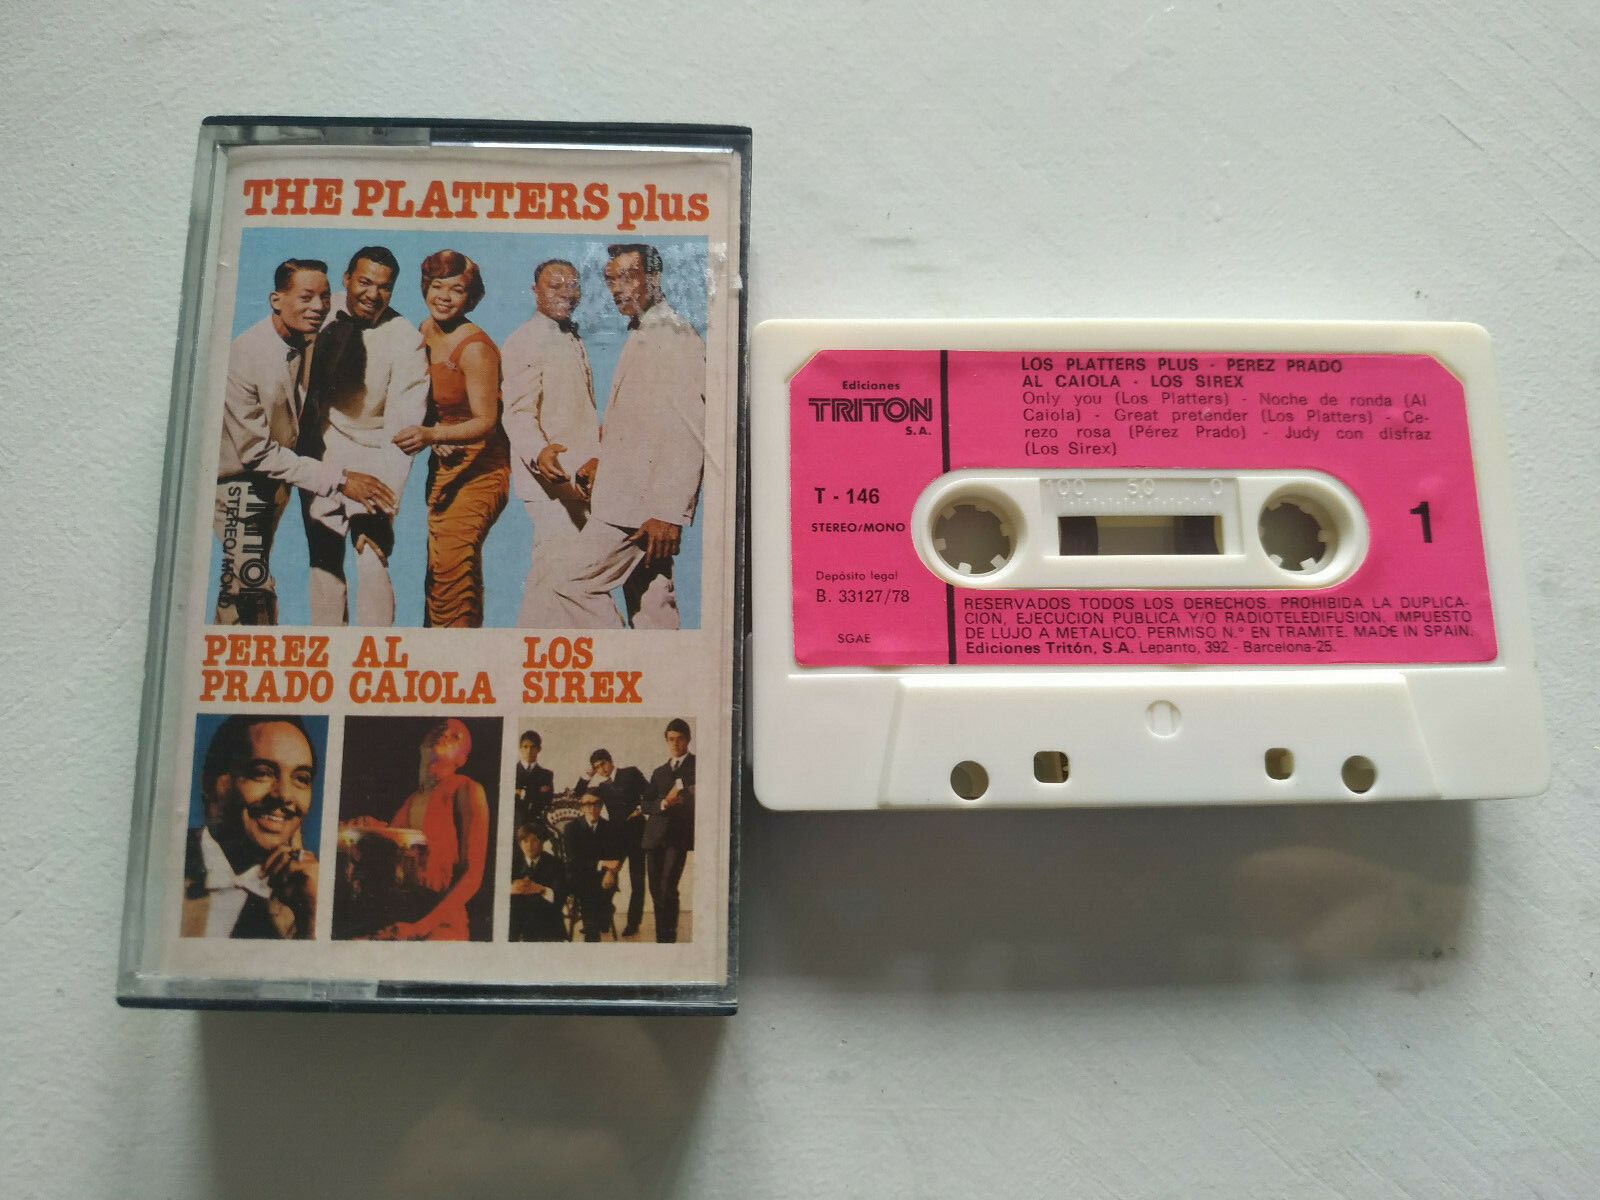 THE PLATTERS plus
TRITON
STEREO/MONO
PEREZ
PRADO
AL
CAIOLA
LOS
SIREX
Ediciones
TRITON
S.A.
T - 146
STEREO/MONO
Depósito legal
B. 33127/78
SGAE
LOS PLATTERS PLUS - PEREZ PRADO
AL CAIOLA - LOS SIREX
Only you (Los Platters) - Noche de ronda (Al
Caiola) - Great pretender (Los Platters) - Ce-
rezo rosa (Pérez Prado) - Judy con disfraz
(Los Sirex)
100 50 0
1
RESERVADOS TODOS LOS DERECHOS. PROHIBIDA LA DUPLICA-
CION, EJECUCION PUBLICA Y/O RADIOTELEDIFUSION. IMPUESTO
DE LUJO A METALICO. PERMISO N.° EN TRAMITE. MADE IN SPAIN.
Ediciones Tritón, S.A. Lepanto, 392 - Barcelona-25.